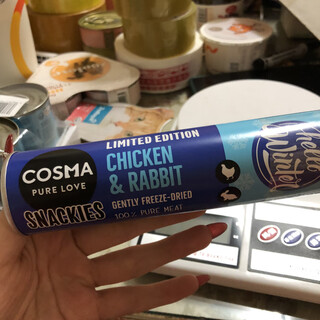 COSMA
PURE LOVE
SNACKIES
LIMITED EDITION
CHICKEN
& RABBIT
GENTLY FREEZE-DRIED
100% PURE MEAT
Hello
Winter